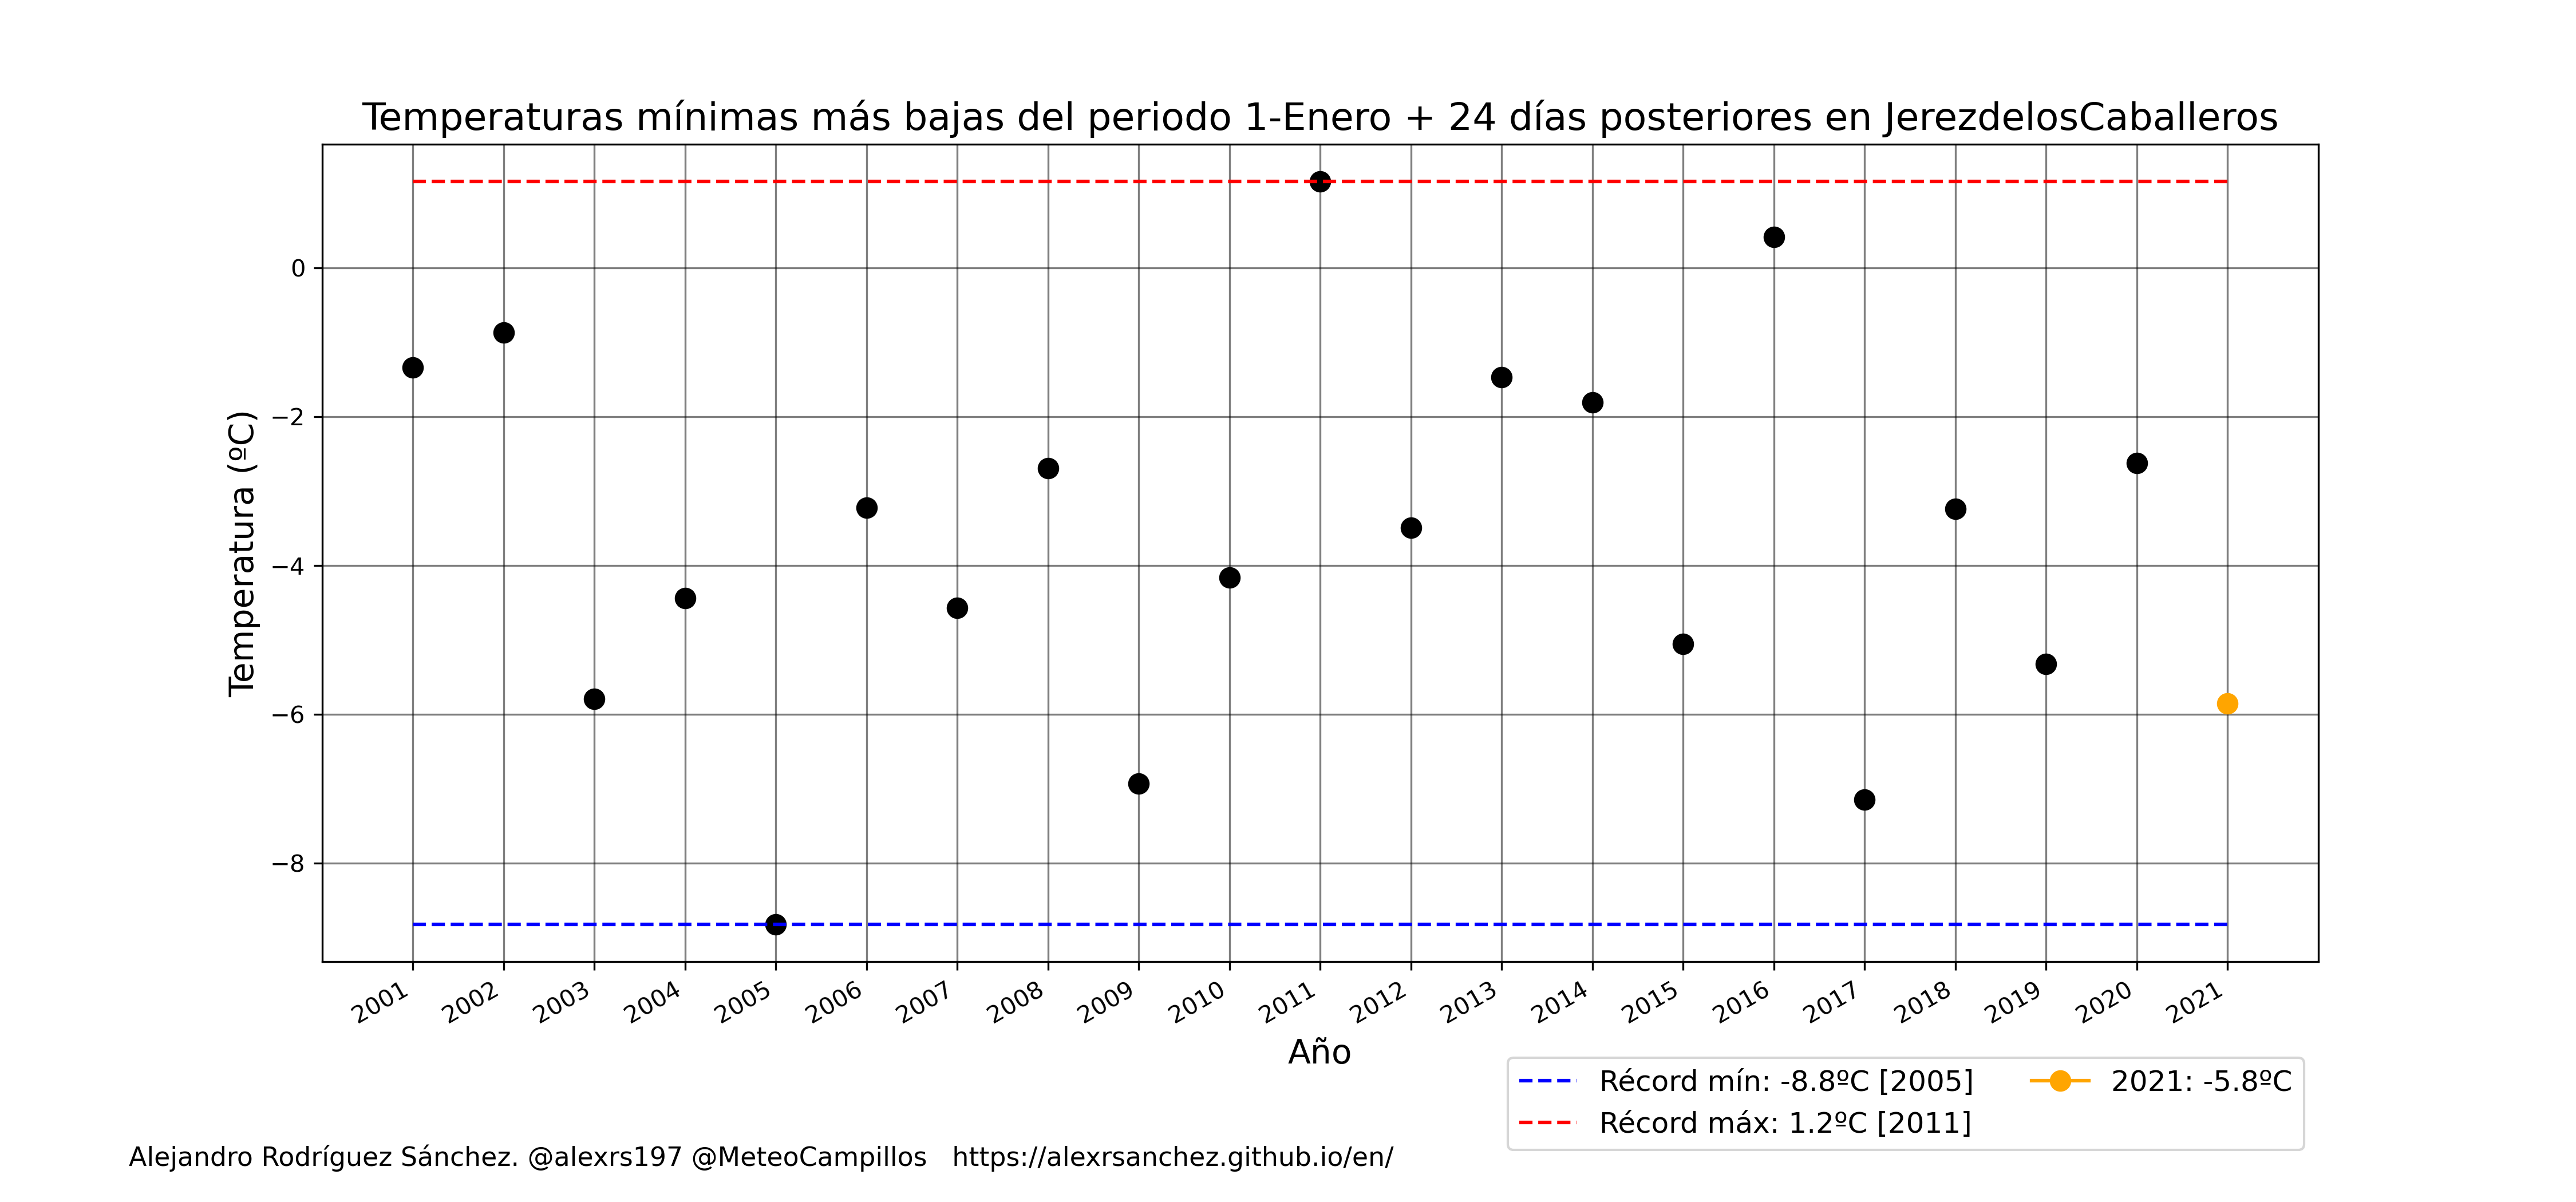 Temperaturas mínimas más bajas del periodo 1-Enero + 24 días posteriores en JerezdelosCaballeros
Temperatura (ºC)
0
−2
−4
−6
−8
2001 2002 2003 2004 2005 2006 2007 2008 2009 2010 2011 2012 2013 2014 2015 2016 2017 2018 2019 2020 2021
Año
Récord mín: -8.8ºC [2005]
Récord máx: 1.2ºC [2011]
2021: -5.8ºC
Alejandro Rodríguez Sánchez. @alexrs197 @MeteoCampillos https://alexrsanchez.github.io/en/